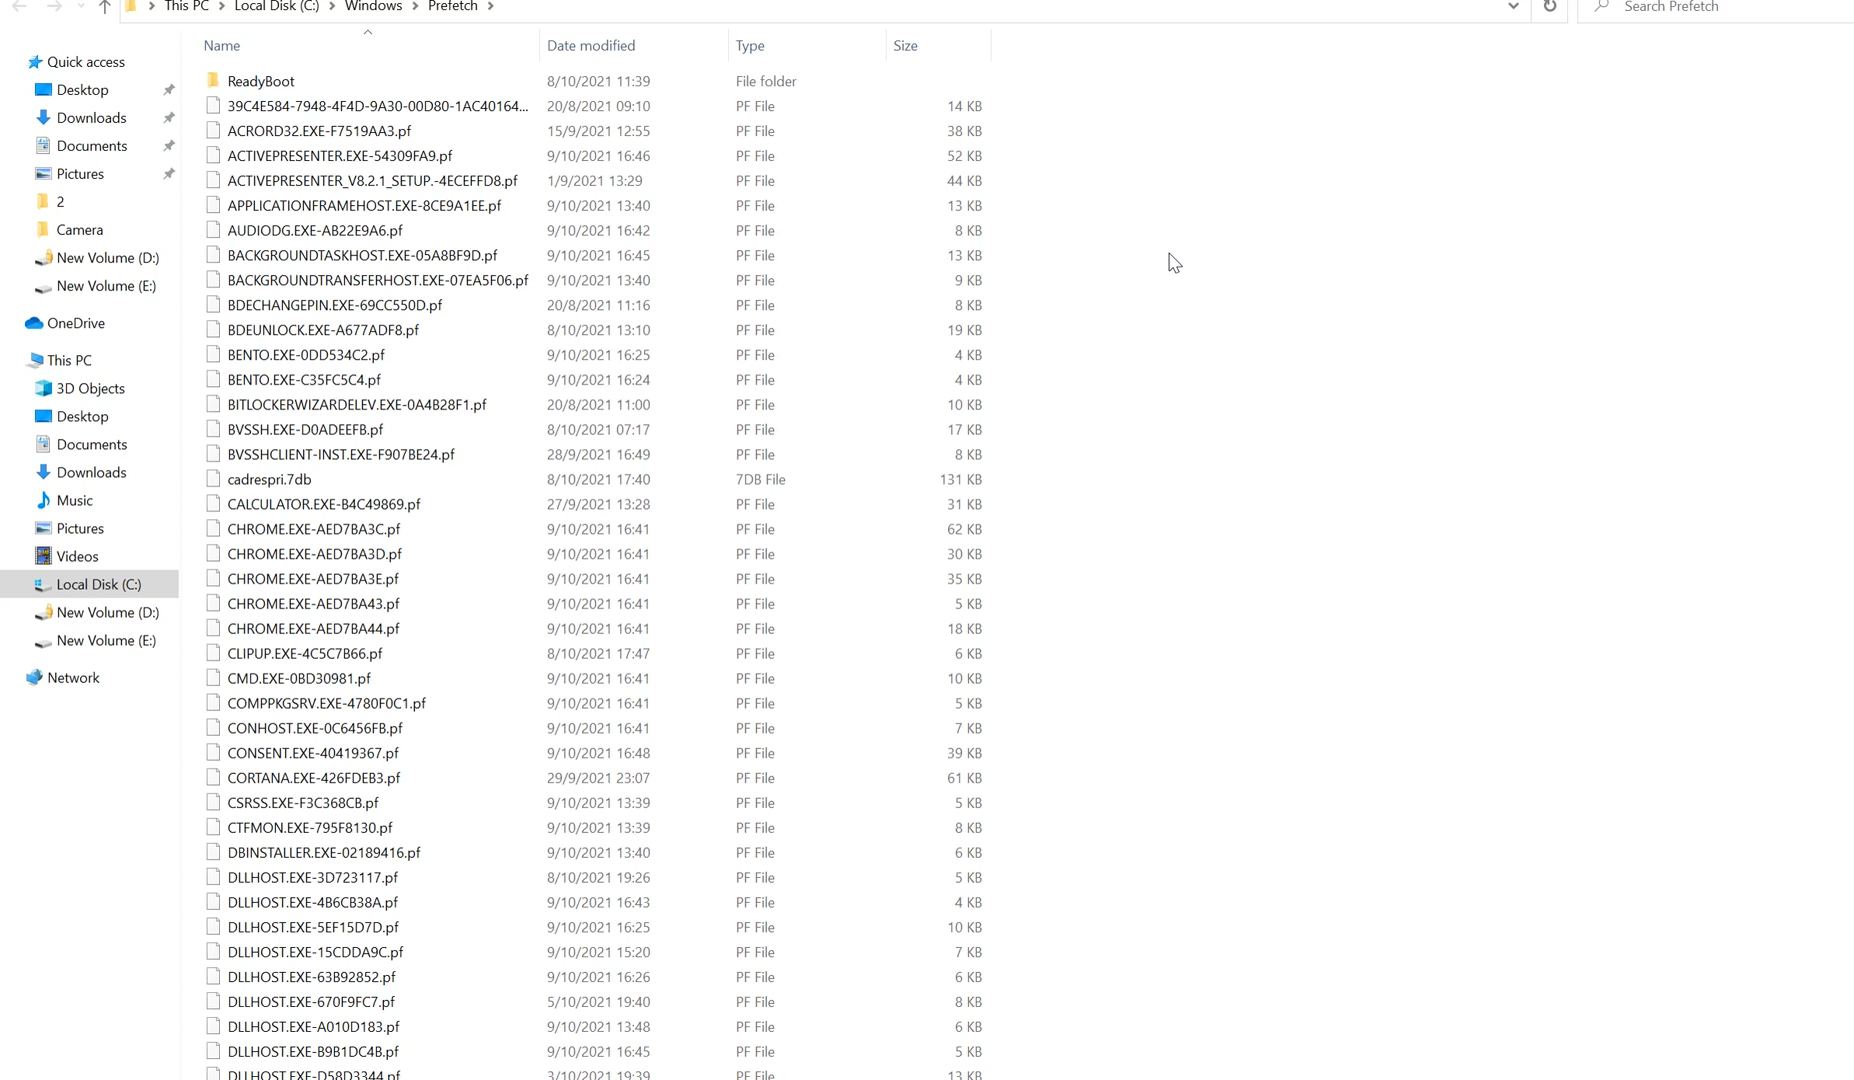 This PC > Local Disk (C:) > Windows > Prefetch >
Search Prefetch
Name Date modified Type Size
Quick access
Desktop
Downloads
Documents
Pictures
2
Camera
New Volume (D:)
New Volume (E:)
OneDrive
This PC
3D Objects
Desktop
Documents
Downloads
Music
Pictures
Videos
Local Disk (C:)
New Volume (D:)
New Volume (E:)
Network
ReadyBoot 8/10/2021 11:39 File folder
39C4E584-7948-4F4D-9A30-00D80-1AC40164... 20/8/2021 09:10 PF File 14 KB
ACRORD32.EXE-F7519AA3.pf 15/9/2021 12:55 PF File 38 KB
ACTIVEPRESENTER.EXE-54309FA9.pf 9/10/2021 16:46 PF File 52 KB
ACTIVEPRESENTER_V8.2.1_SETUP.-4ECEFFD8.pf 1/9/2021 13:29 PF File 44 KB
APPLICATIONFRAMEHOST.EXE-8CE9A1EE.pf 9/10/2021 13:40 PF File 13 KB
AUDIODG.EXE-AB22E9A6.pf 9/10/2021 16:42 PF File 8 KB
BACKGROUNDTASKHOST.EXE-05A8BF9D.pf 9/10/2021 16:45 PF File 13 KB
BACKGROUNDTRANSFERHOST.EXE-07EA5F06.pf 9/10/2021 13:40 PF File 9 KB
BDECHANGEPIN.EXE-69CC550D.pf 20/8/2021 11:16 PF File 8 KB
BDEUNLOCK.EXE-A677ADF8.pf 8/10/2021 13:10 PF File 19 KB
BENTO.EXE-0DD534C2.pf 9/10/2021 16:25 PF File 4 KB
BENTO.EXE-C35FC5C4.pf 9/10/2021 16:24 PF File 4 KB
BITLOCKERWIZARDELEV.EXE-0A4B28F1.pf 20/8/2021 11:00 PF File 10 KB
BVSSH.EXE-D0ADEEFB.pf 8/10/2021 07:17 PF File 17 KB
BVSSHCLIENT-INST.EXE-F907BE24.pf 28/9/2021 16:49 PF File 8 KB
cadrespri.7db 8/10/2021 17:40 7DB File 131 KB
CALCULATOR.EXE-B4C49869.pf 27/9/2021 13:28 PF File 31 KB
CHROME.EXE-AED7BA3C.pf 9/10/2021 16:41 PF File 62 KB
CHROME.EXE-AED7BA3D.pf 9/10/2021 16:41 PF File 30 KB
CHROME.EXE-AED7BA3E.pf 9/10/2021 16:41 PF File 35 KB
CHROME.EXE-AED7BA43.pf 9/10/2021 16:41 PF File 5 KB
CHROME.EXE-AED7BA44.pf 9/10/2021 16:41 PF File 18 KB
CLIPUP.EXE-4C5C7B66.pf 8/10/2021 17:47 PF File 6 KB
CMD.EXE-0BD30981.pf 9/10/2021 16:41 PF File 10 KB
COMPPKGSRV.EXE-4780F0C1.pf 9/10/2021 16:41 PF File 5 KB
CONHOST.EXE-0C6456FB.pf 9/10/2021 16:41 PF File 7 KB
CONSENT.EXE-40419367.pf 9/10/2021 16:48 PF File 39 KB
CORTANA.EXE-426FDEB3.pf 29/9/2021 23:07 PF File 61 KB
CSRSS.EXE-F3C368CB.pf 9/10/2021 13:39 PF File 5 KB
CTFMON.EXE-795F8130.pf 9/10/2021 13:39 PF File 8 KB
DBINSTALLER.EXE-02189416.pf 9/10/2021 13:40 PF File 6 KB
DLLHOST.EXE-3D723117.pf 8/10/2021 19:26 PF File 5 KB
DLLHOST.EXE-4B6CB38A.pf 9/10/2021 16:43 PF File 4 KB
DLLHOST.EXE-5EF15D7D.pf 9/10/2021 16:25 PF File 10 KB
DLLHOST.EXE-15CDDA9C.pf 9/10/2021 15:20 PF File 7 KB
DLLHOST.EXE-63B92852.pf 9/10/2021 16:26 PF File 6 KB
DLLHOST.EXE-670F9FC7.pf 5/10/2021 19:40 PF File 8 KB
DLLHOST.EXE-A010D183.pf 9/10/2021 13:48 PF File 6 KB
DLLHOST.EXE-B9B1DC4B.pf 9/10/2021 16:45 PF File 5 KB
DLLHOST.EXE-D58D3344.pf 3/10/2021 19:39 PF File 13 KB